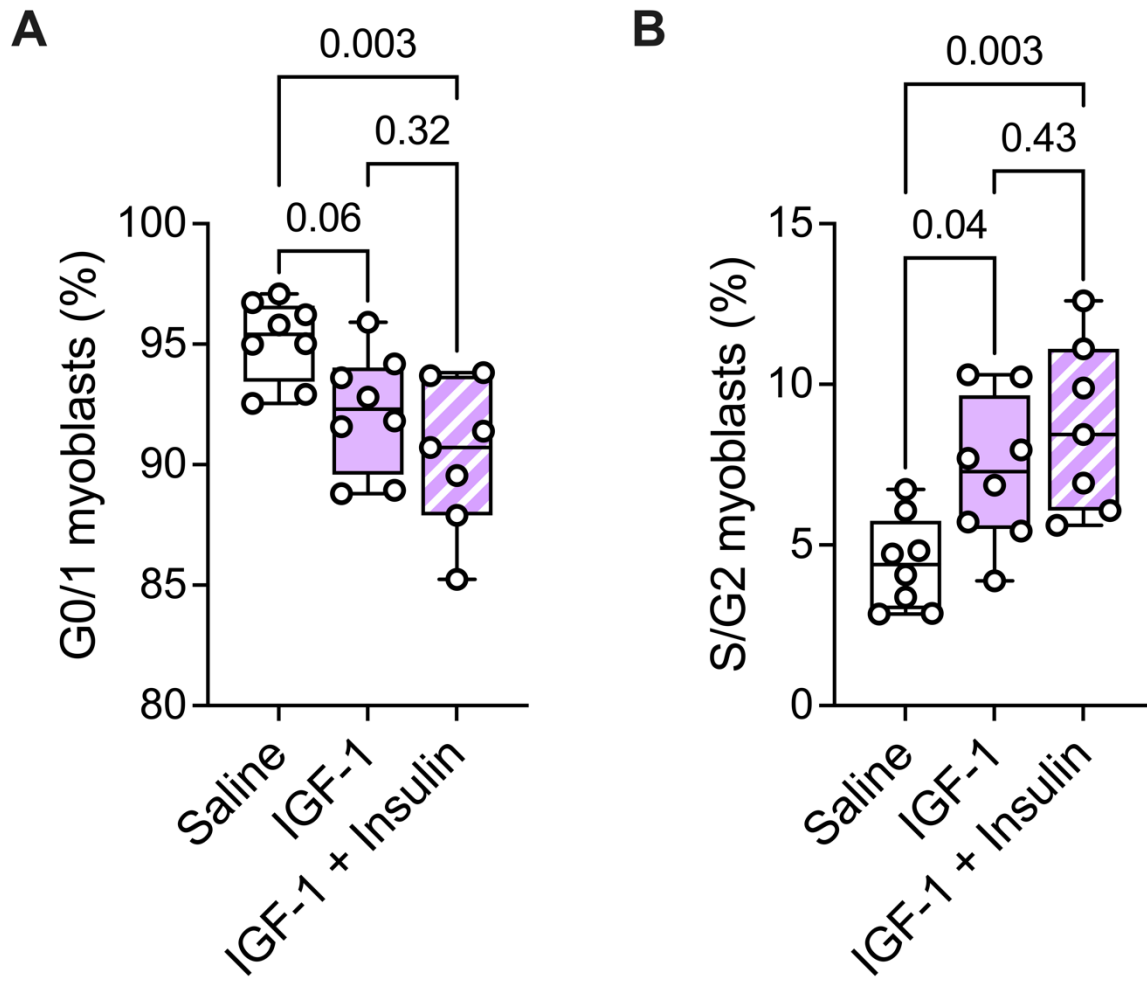 A
0.003
0.32
0.06
G0/1 myoblasts (%)
100
95
90
85
80
Saline
IGF-1
IGF-1 + Insulin
B
0.003
0.43
0.04
S/G2 myoblasts (%)
15
10
5
0
Saline
IGF-1
IGF-1 + Insulin